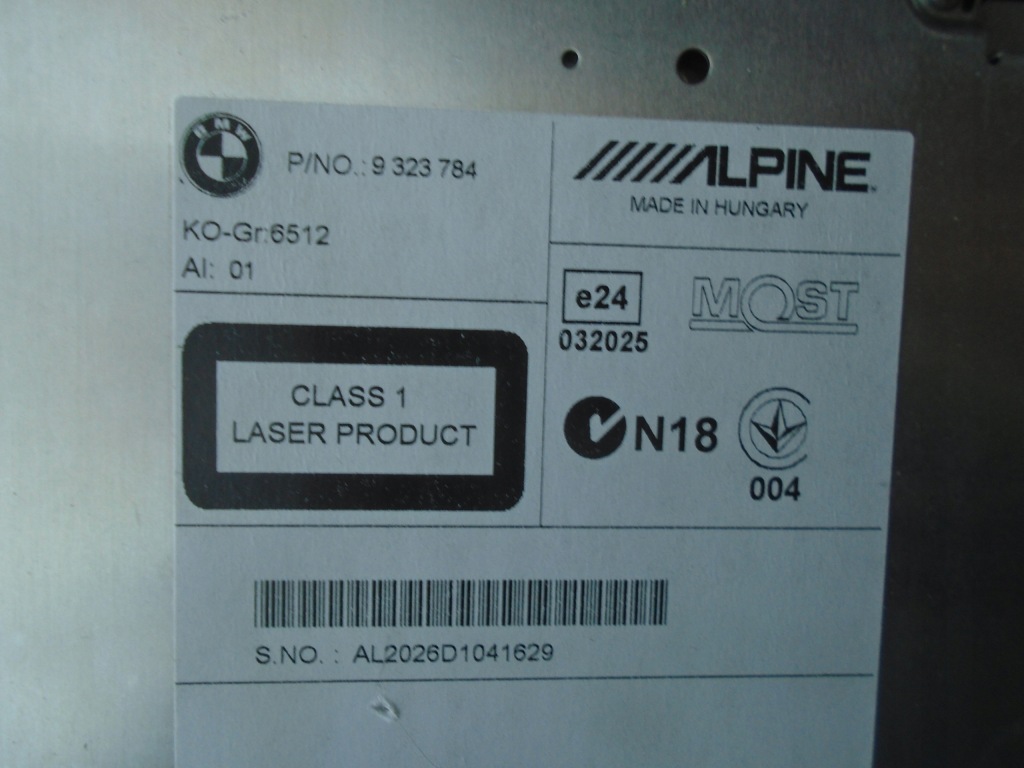 BMW
P/NO.: 9 323 784
KO-Gr:6512
AI: 01
ALPINE
MADE IN HUNGARY
e24
032025
MOST
CLASS 1
LASER PRODUCT
N18
004
S.NO. : AL2026D1041629